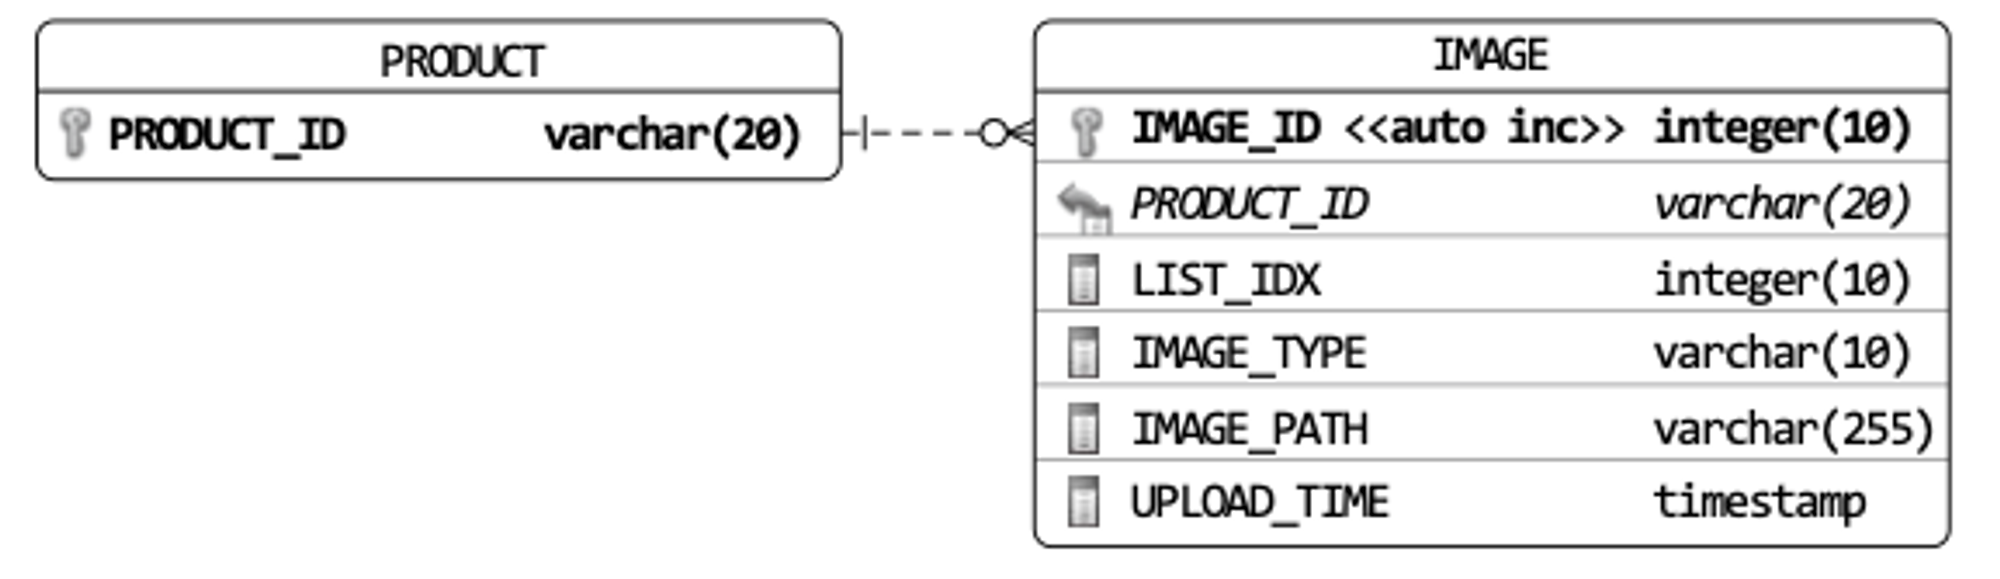 PRODUCT
PRODUCT_ID varchar(20)
IMAGE
IMAGE_ID <<auto inc>> integer(10)
PRODUCT_ID varchar(20)
LIST_IDX integer(10)
IMAGE_TYPE varchar(10)
IMAGE_PATH varchar(255)
UPLOAD_TIME timestamp